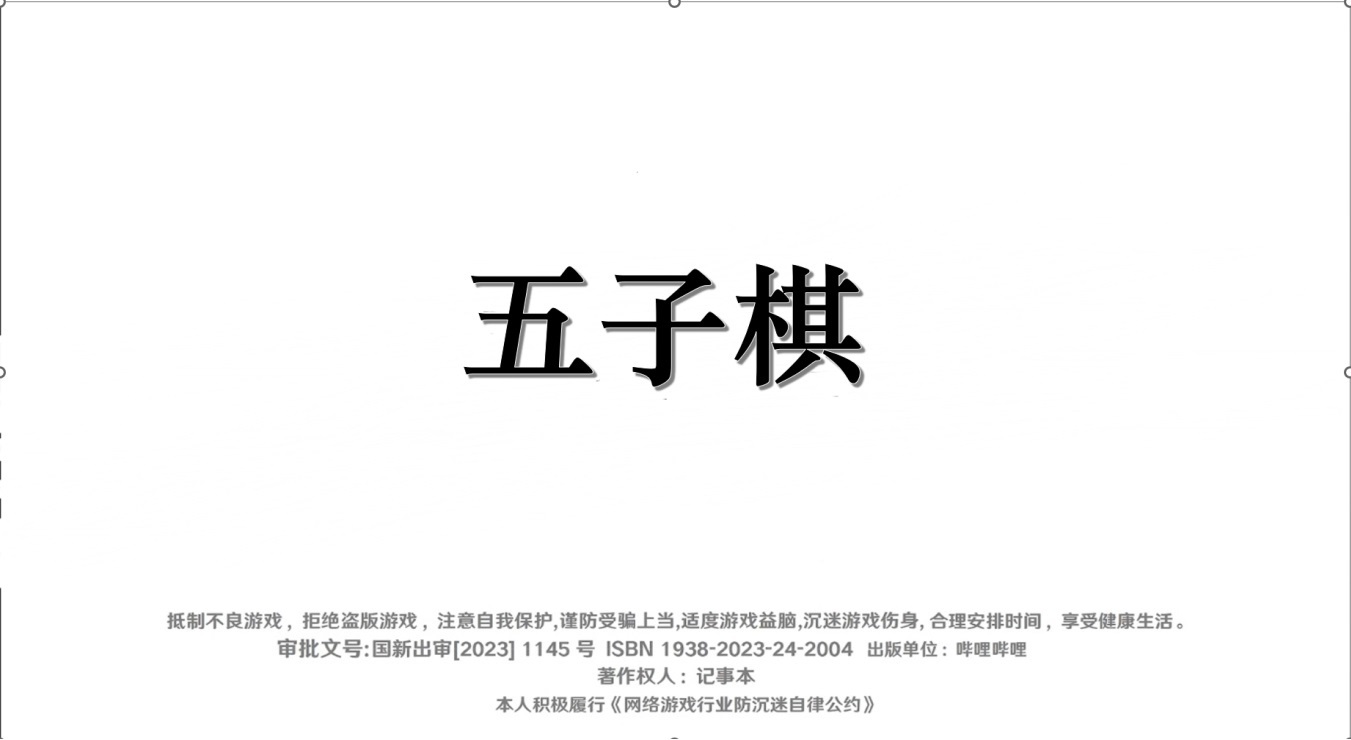 五子棋
抵制不良游戏，拒绝盗版游戏，注意自我保护,谨防受骗上当,适度游戏益脑,沉迷游戏伤身,合理安排时间，享受健康生活。
审批文号:国新出审[2023] 1145 号 ISBN 1938-2023-24-2004 出版单位：哔哩哔哩
著作权人：记事本
本人积极履行《网络游戏行业防沉迷自律公约》